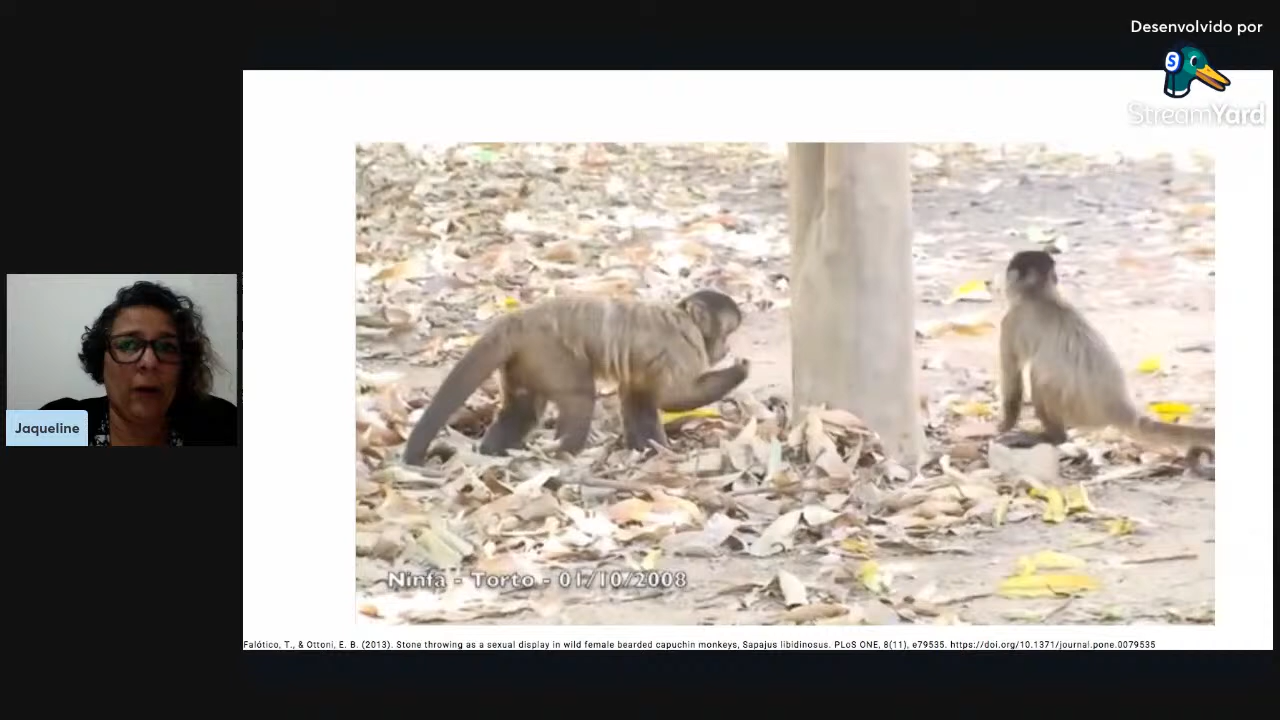 Desenvolvido por
S
StreamYard
Jaqueline
Ninfa - Torto - 01/10/2008
Falótico, T., & Ottoni, E. B. (2013). Stone throwing as a sexual display in wild female bearded capuchin monkeys, Sapajus libidinosus. PLoS ONE, 8(11), e79535. https://doi.org/10.1371/journal.pone.0079535